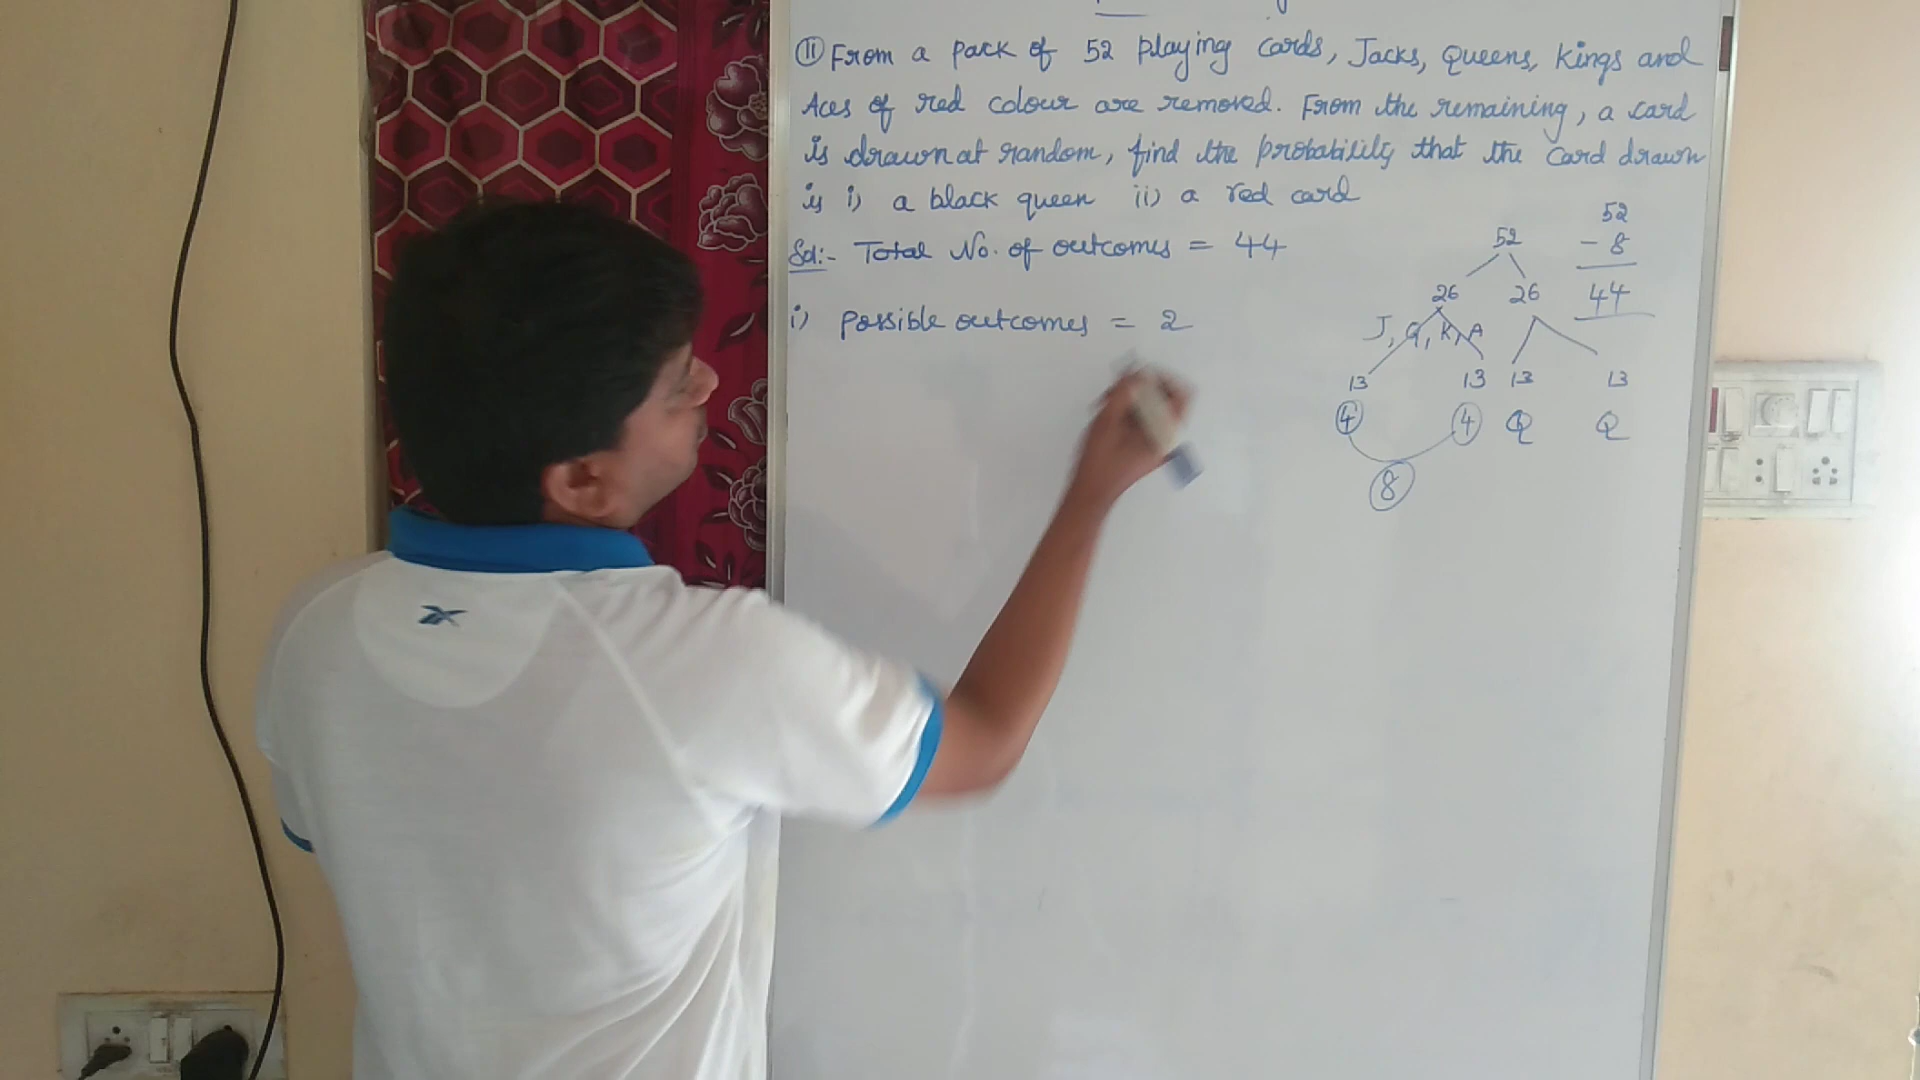 (11) From a pack of 52 playing cards, Jacks, Queens, Kings and
Aces of red colour are removed. From the remaining, a card
is drawn at random, find the probability that the card drawn
is i) a black queen ii) a red card
Sol:- Total No. of outcomes = 44
i) possible outcomes = 2
52
26 26
J, Q, K, A
13 13 13 13
4 4 Q Q
8
52
- 8
44